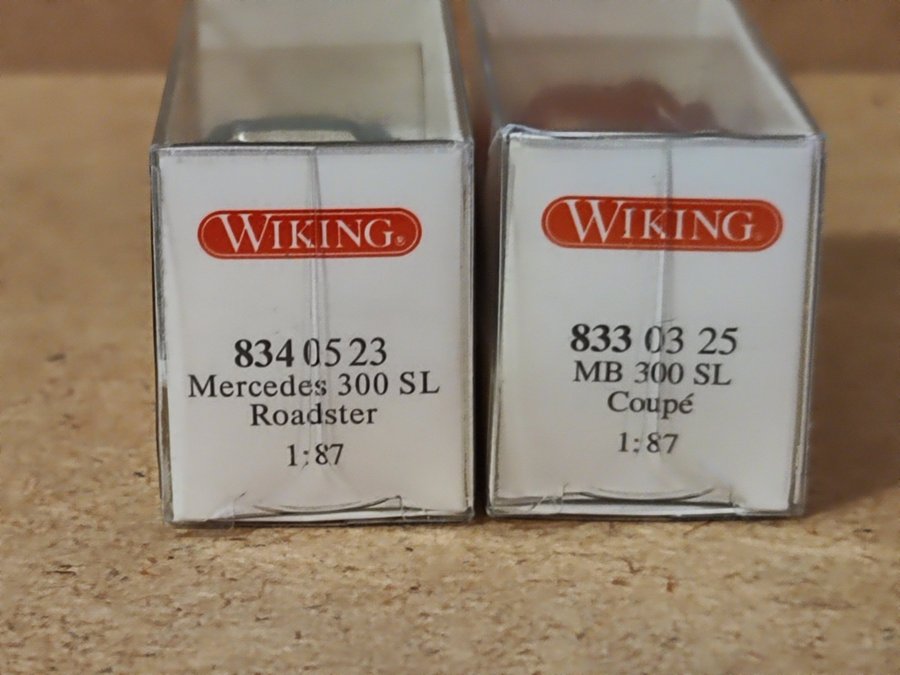 WIKING®
834 05 23
Mercedes 300 SL
Roadster
1:87
WIKING®
833 03 25
MB 300 SL
Coupé
1:87